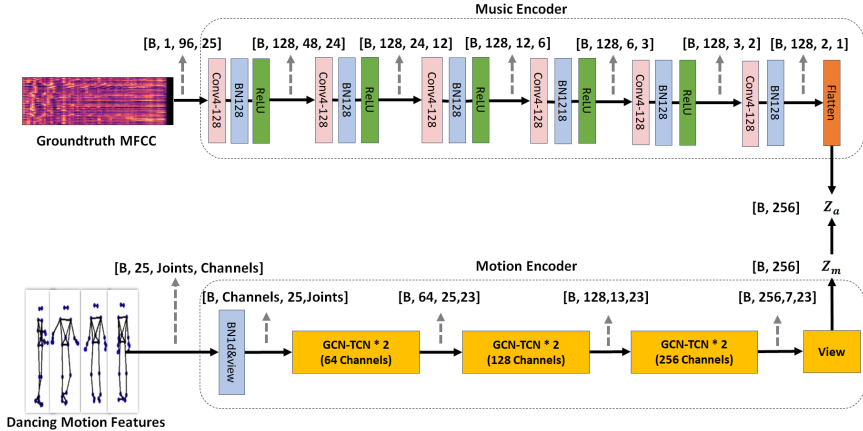 Music Encoder
[B, 1, 96, 25]
[B, 128, 48, 24]
[B, 128, 24, 12]
[B, 128, 12, 6]
[B, 128, 6, 3]
[B, 128, 3, 2]
[B, 128, 2, 1]
Conv4-128
BN128
ReLU
Conv4-128
BN128
ReLU
Conv4-128
BN128
ReLU
Conv4-128
BN1218
ReLU
Conv4-128
BN128
ReLU
Conv4-128
BN128
Flatten
Groundtruth MFCC
[B, 256]
Za
[B, 25, Joints, Channels]
Motion Encoder
[B, 256]
Zm
[B, Channels, 25,Joints]
[B, 64, 25,23]
[B, 128,13,23]
[B, 256,7,23]
BN1d&view
GCN-TCN * 2
(64 Channels)
GCN-TCN * 2
(128 Channels)
GCN-TCN * 2
(256 Channels)
View
Dancing Motion Features